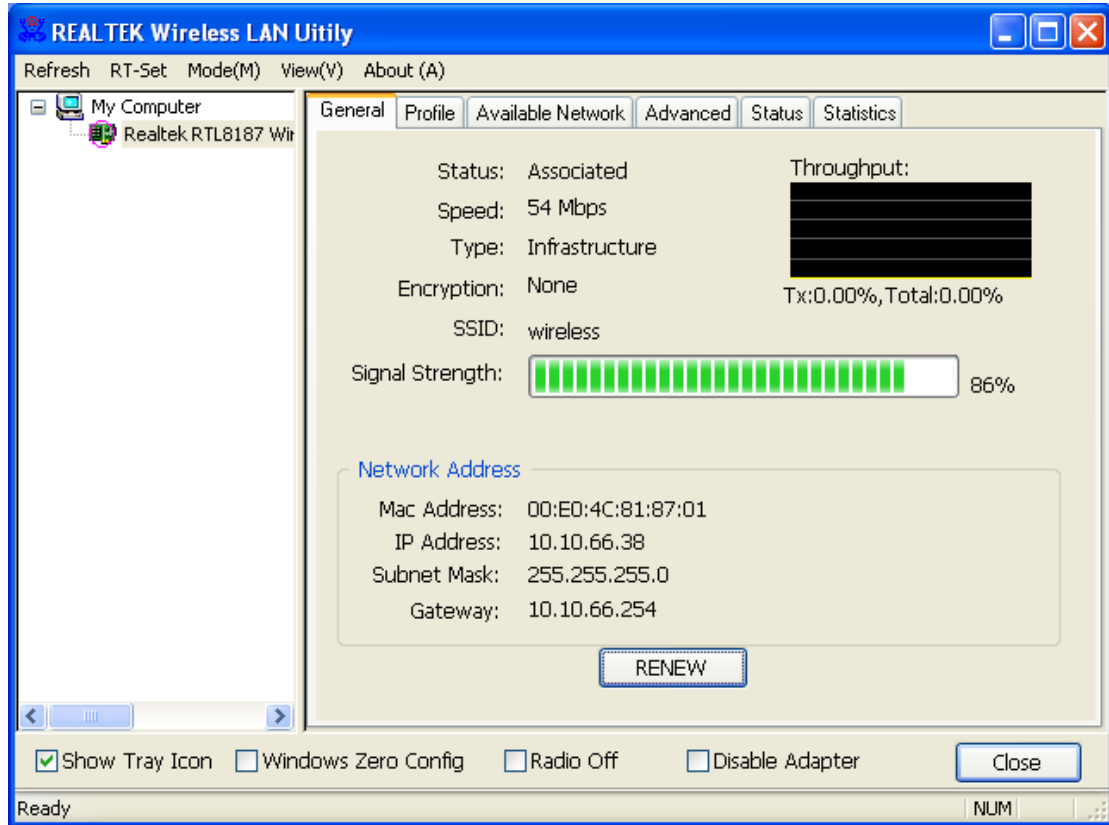 REALTEK Wireless LAN Uitily
Refresh RT-Set Mode(M) View(V) About (A)
My Computer
Realtek RTL8187 Wir
General Profile Available Network Advanced Status Statistics
Status: Associated
Speed: 54 Mbps
Type: Infrastructure
Encryption: None
SSID: wireless
Signal Strength: 86%
Throughput:
Tx:0.00%,Total:0.00%
Network Address
Mac Address: 00:E0:4C:81:87:01
IP Address: 10.10.66.38
Subnet Mask: 255.255.255.0
Gateway: 10.10.66.254
RENEW
Show Tray Icon Windows Zero Config Radio Off Disable Adapter Close
Ready NUM